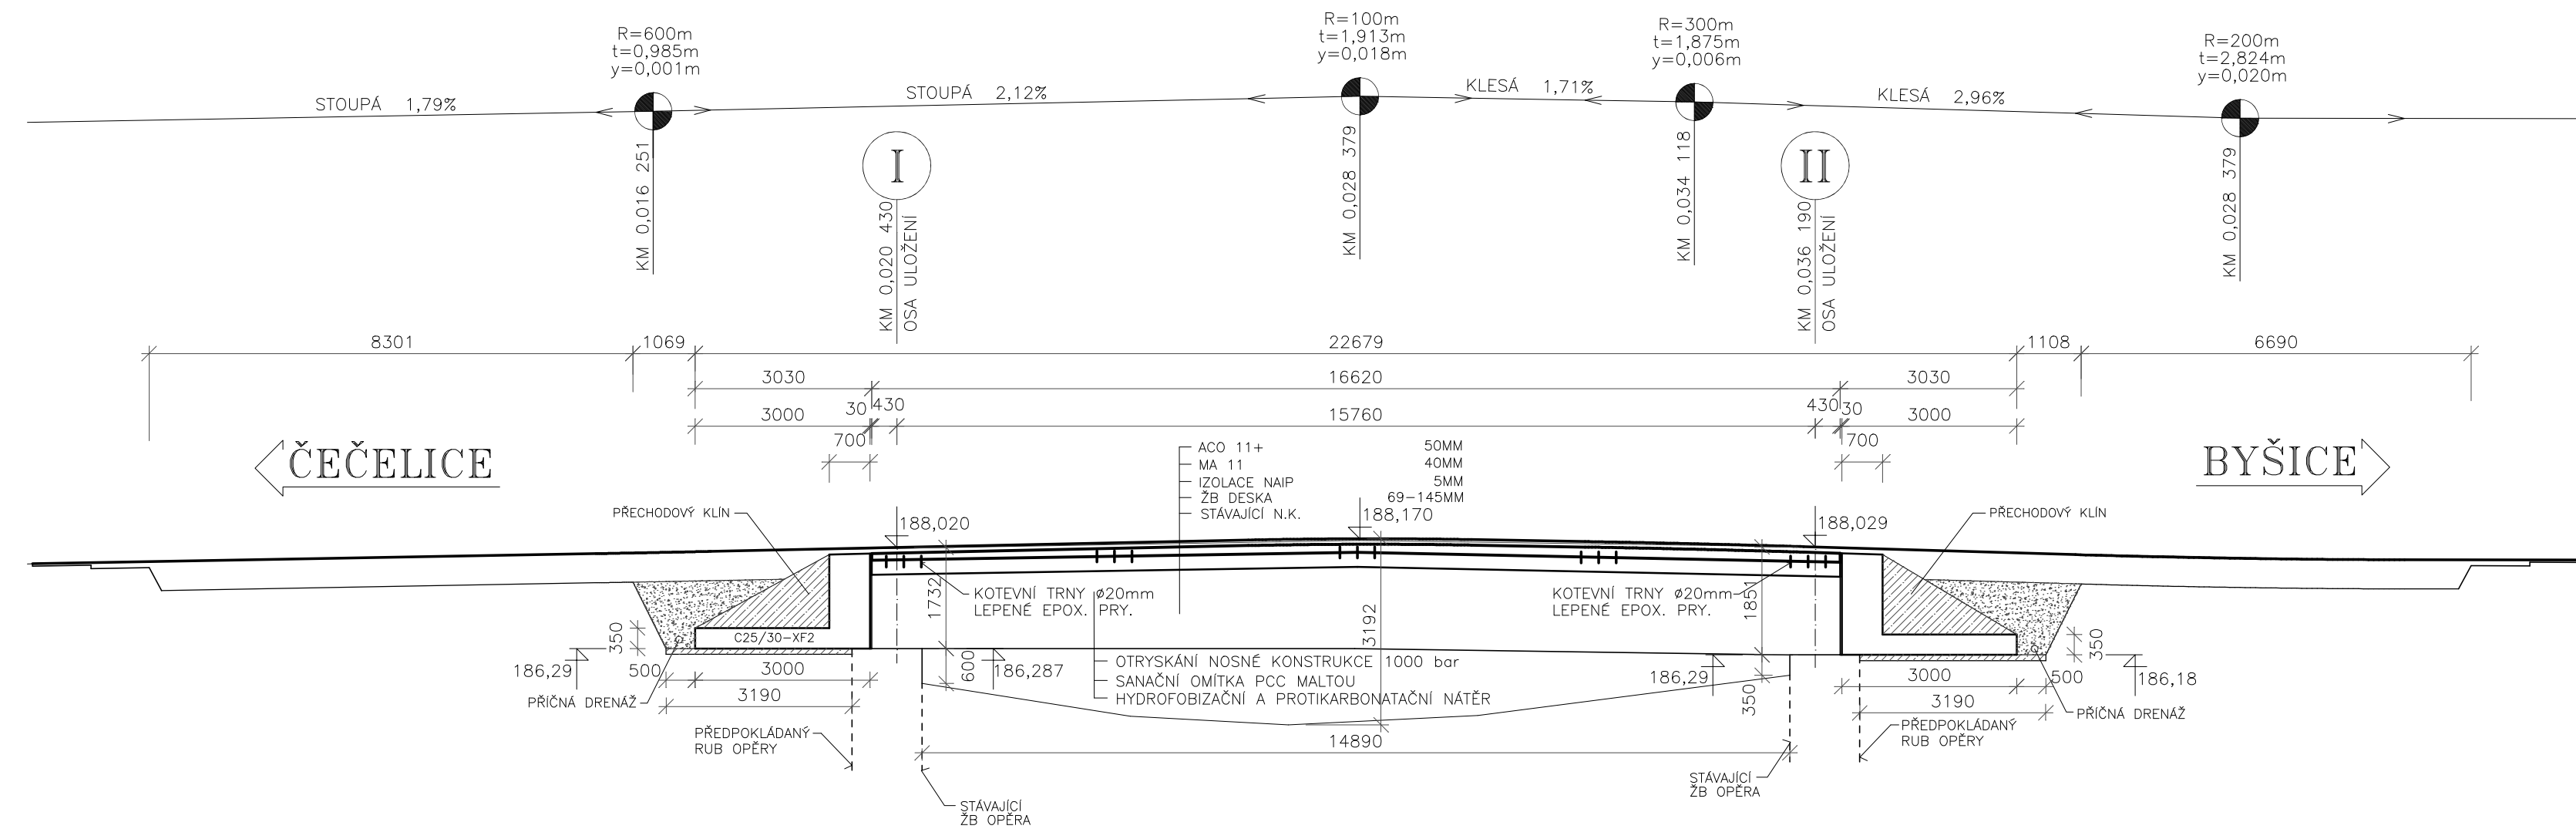 R=600m
t=0,985m
y=0,001m
R=100m
t=1,913m
y=0,018m
R=300m
t=1,875m
y=0,006m
R=200m
t=2,824m
y=0,020m
STOUPÁ 1,79%
STOUPÁ 2,12%
KLESÁ 1,71%
KLESÁ 2,96%
KM 0,016 251
I
KM 0,020 430
OSA ULOŽENÍ
KM 0,028 379
KM 0,034 118
II
KM 0,036 190
OSA ULOŽENÍ
KM 0,028 379
8301
1069
22679
1108
6690
3030
16620
3030
3000
30
430
15760
430
30
3000
700
700
ČEČELICE
BYŠICE
ACO 11+ 50MM
MA 11 40MM
IZOLACE NAIP 5MM
ŽB DESKA 69-145MM
STÁVAJÍCÍ N.K.
PŘECHODOVÝ KLÍN
188,020
188,170
188,029
PŘECHODOVÝ KLÍN
1732
KOTEVNÍ TRNY ø20mm
LEPENÉ EPOX. PRY.
KOTEVNÍ TRNY ø20mm
LEPENÉ EPOX. PRY.
1851
3192
350
C25/30-XF2
350
186,29
500
3000
600
186,287
OTRYSKÁNÍ NOSNÉ KONSTRUKCE 1000 bar
SANAČNÍ OMÍTKA PCC MALTOU
HYDROFOBIZAČNÍ A PROTIKARBONATAČNÍ NÁTĚR
186,29
350
3000
500
186,18
3190
3190
PŘÍČNÁ DRENÁŽ
PŘÍČNÁ DRENÁŽ
PŘEDPOKLÁDANÝ
RUB OPĚRY
14890
PŘEDPOKLÁDANÝ
RUB OPĚRY
STÁVAJÍCÍ
ŽB OPĚRA
STÁVAJÍCÍ
ŽB OPĚRA